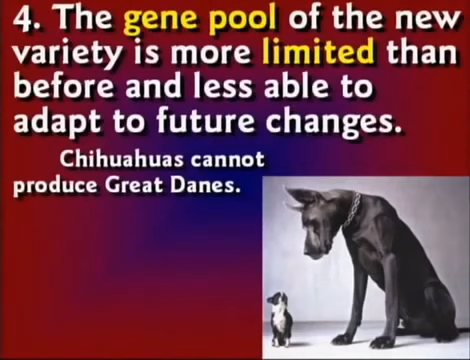 4. The gene pool of the new
variety is more limited than
before and less able to
adapt to future changes.
Chihuahuas cannot
produce Great Danes.